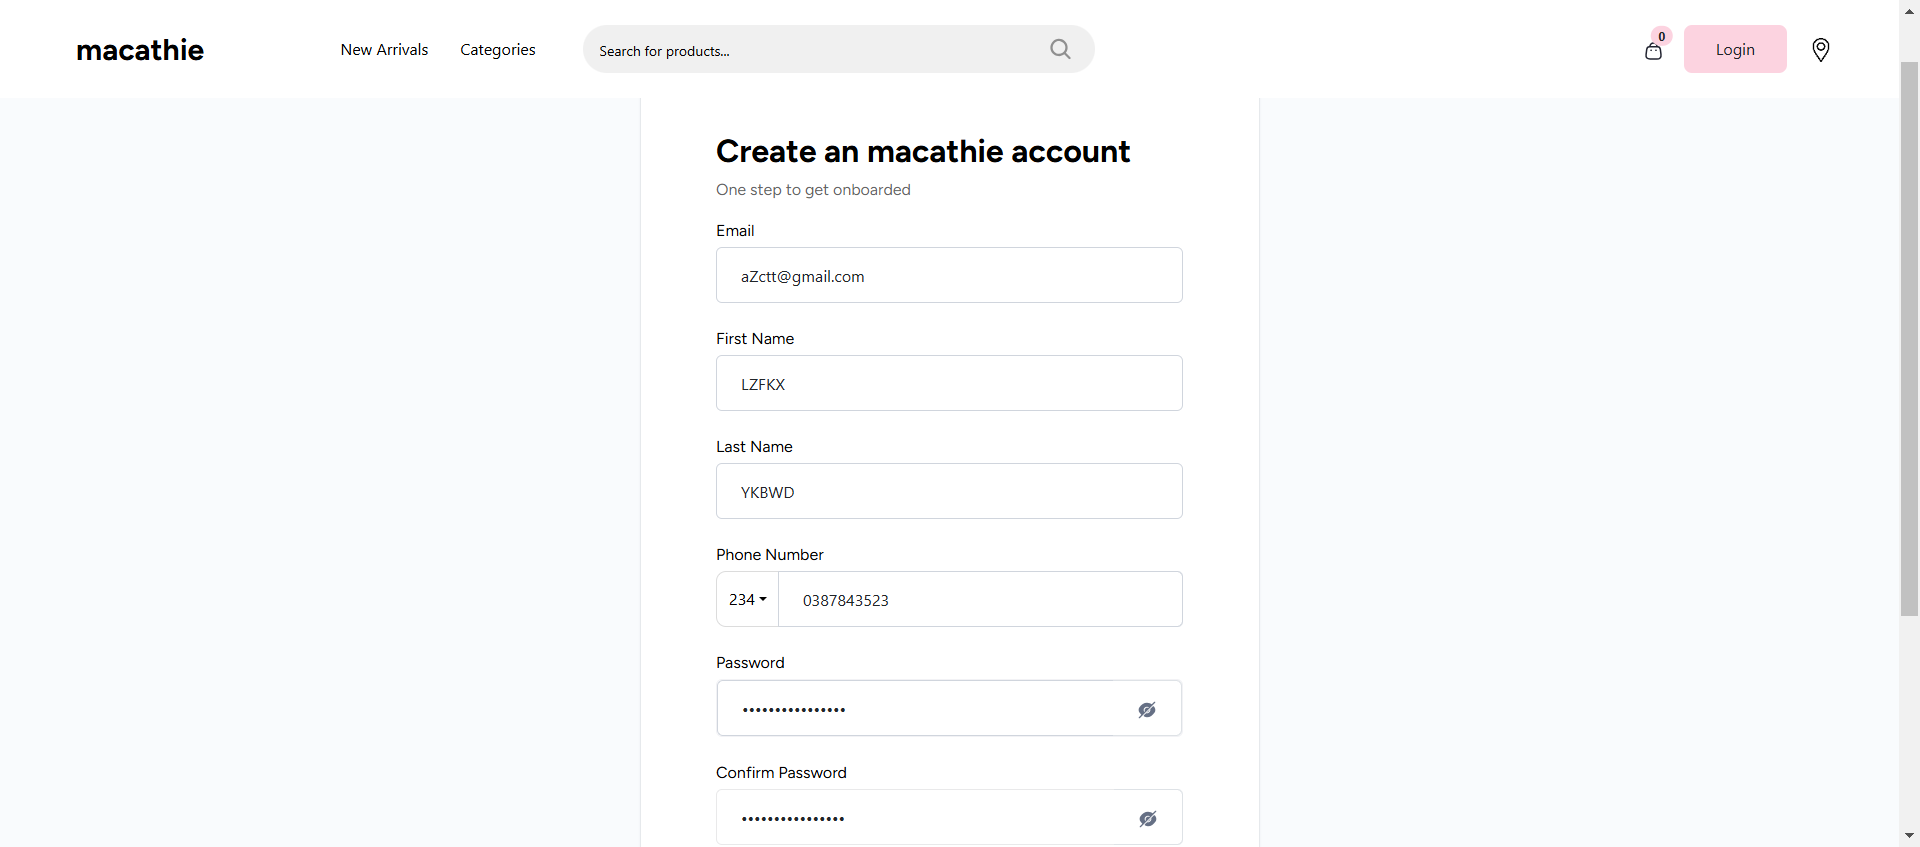 macathie
New Arrivals
Categories
Search for products...
0
Login
Create an macathie account
One step to get onboarded
Email
aZctt@gmail.com
First Name
LZFKX
Last Name
YKBWD
Phone Number
234
0387843523
Password
••••••••••••••••
Confirm Password
••••••••••••••••